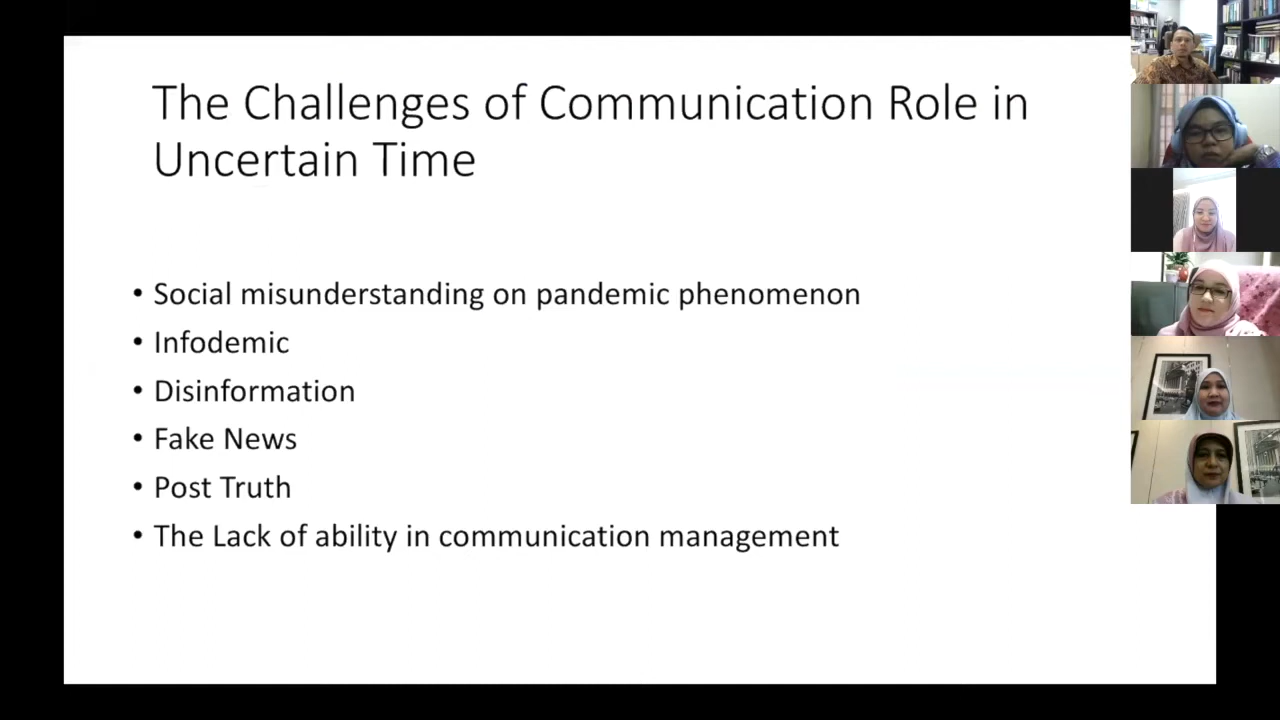 The Challenges of Communication Role in
Uncertain Time
• Social misunderstanding on pandemic phenomenon
• Infodemic
• Disinformation
• Fake News
• Post Truth
• The Lack of ability in communication management